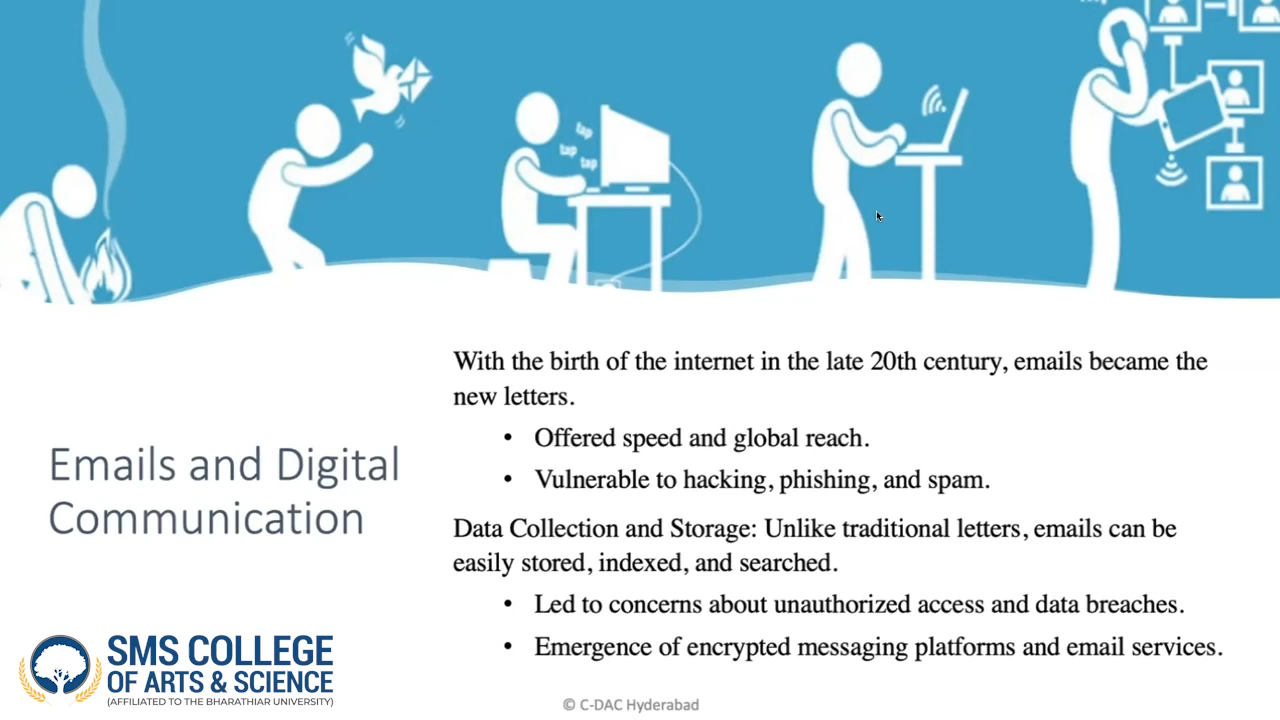 tap
tap
tap
With the birth of the internet in the late 20th century, emails became the
new letters.
• Offered speed and global reach.
• Vulnerable to hacking, phishing, and spam.
Emails and Digital
Communication
Data Collection and Storage: Unlike traditional letters, emails can be
easily stored, indexed, and searched.
• Led to concerns about unauthorized access and data breaches.
• Emergence of encrypted messaging platforms and email services.
SMS COLLEGE
OF ARTS & SCIENCE
(AFFILIATED TO THE BHARATHIAR UNIVERSITY)
© C-DAC Hyderabad